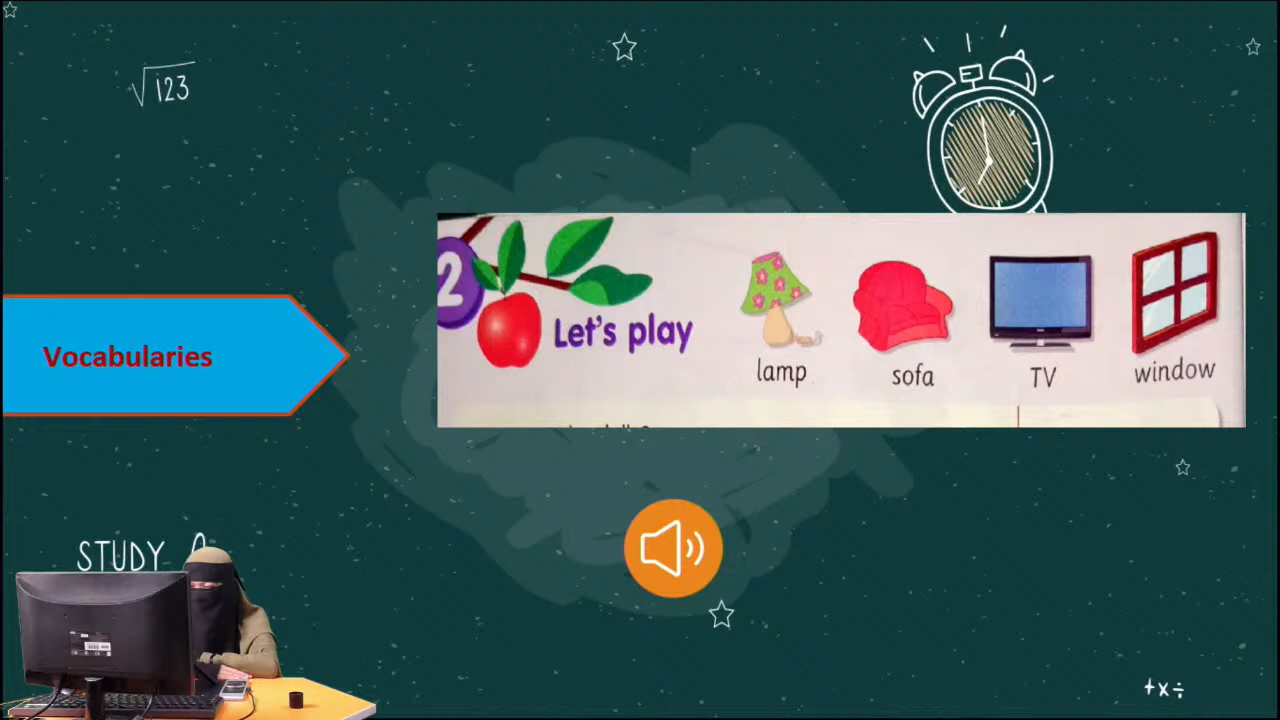 √123
2
Let's play
lamp
sofa
TV
window
Vocabularies
STUDY
+x÷